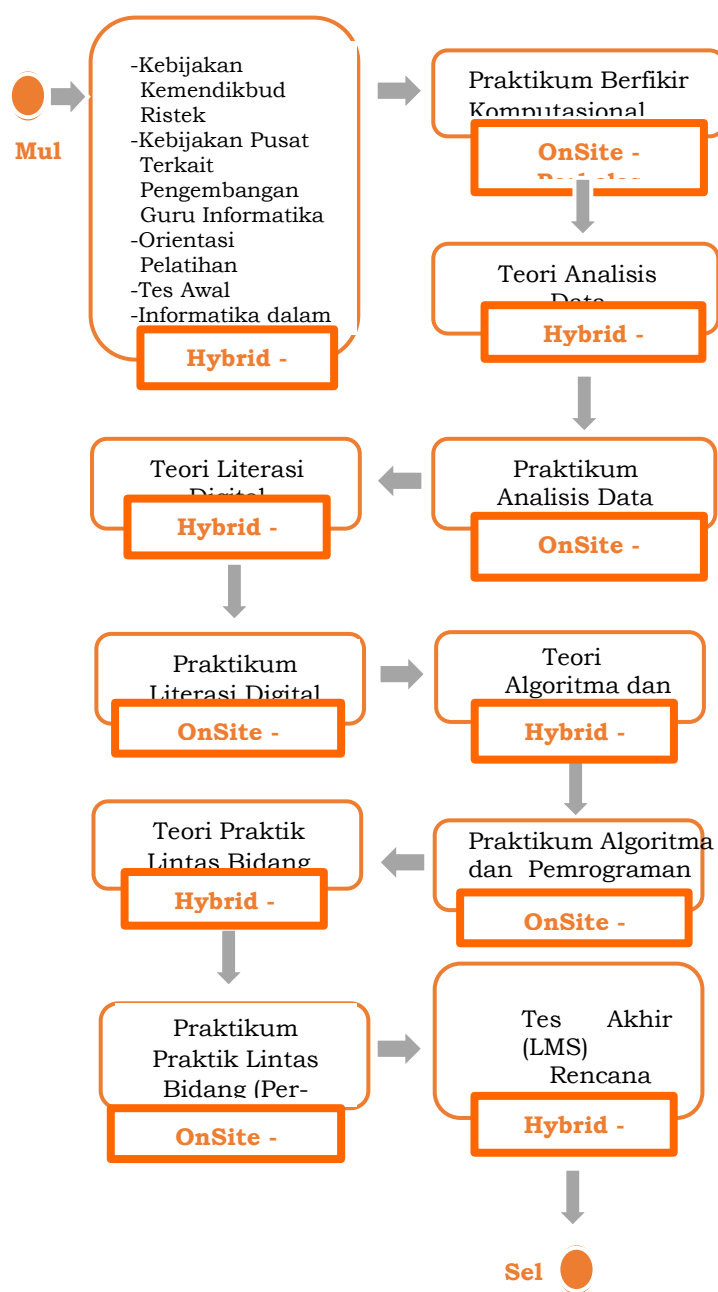 Mul
-Kebijakan
Kemendikbud
Ristek
-Kebijakan Pusat
Terkait
Pengembangan
Guru Informatika
-Orientasi
Pelatihan
-Tes Awal
-Informatika dalam
Hybrid -
Praktikum Berfikir
Komputasional
OnSite -
Teori Analisis
Data
Hybrid -
Praktikum
Analisis Data
OnSite -
Teori Literasi
Digital
Hybrid -
Praktikum
Literasi Digital
OnSite -
Teori
Algoritma dan
Hybrid -
Praktikum Algoritma
dan Pemrograman
OnSite -
Teori Praktik
Lintas Bidang
Hybrid -
Praktikum
Praktik Lintas
Bidang (Per-
OnSite -
Tes Akhir
(LMS)
Rencana
Hybrid -
Sel